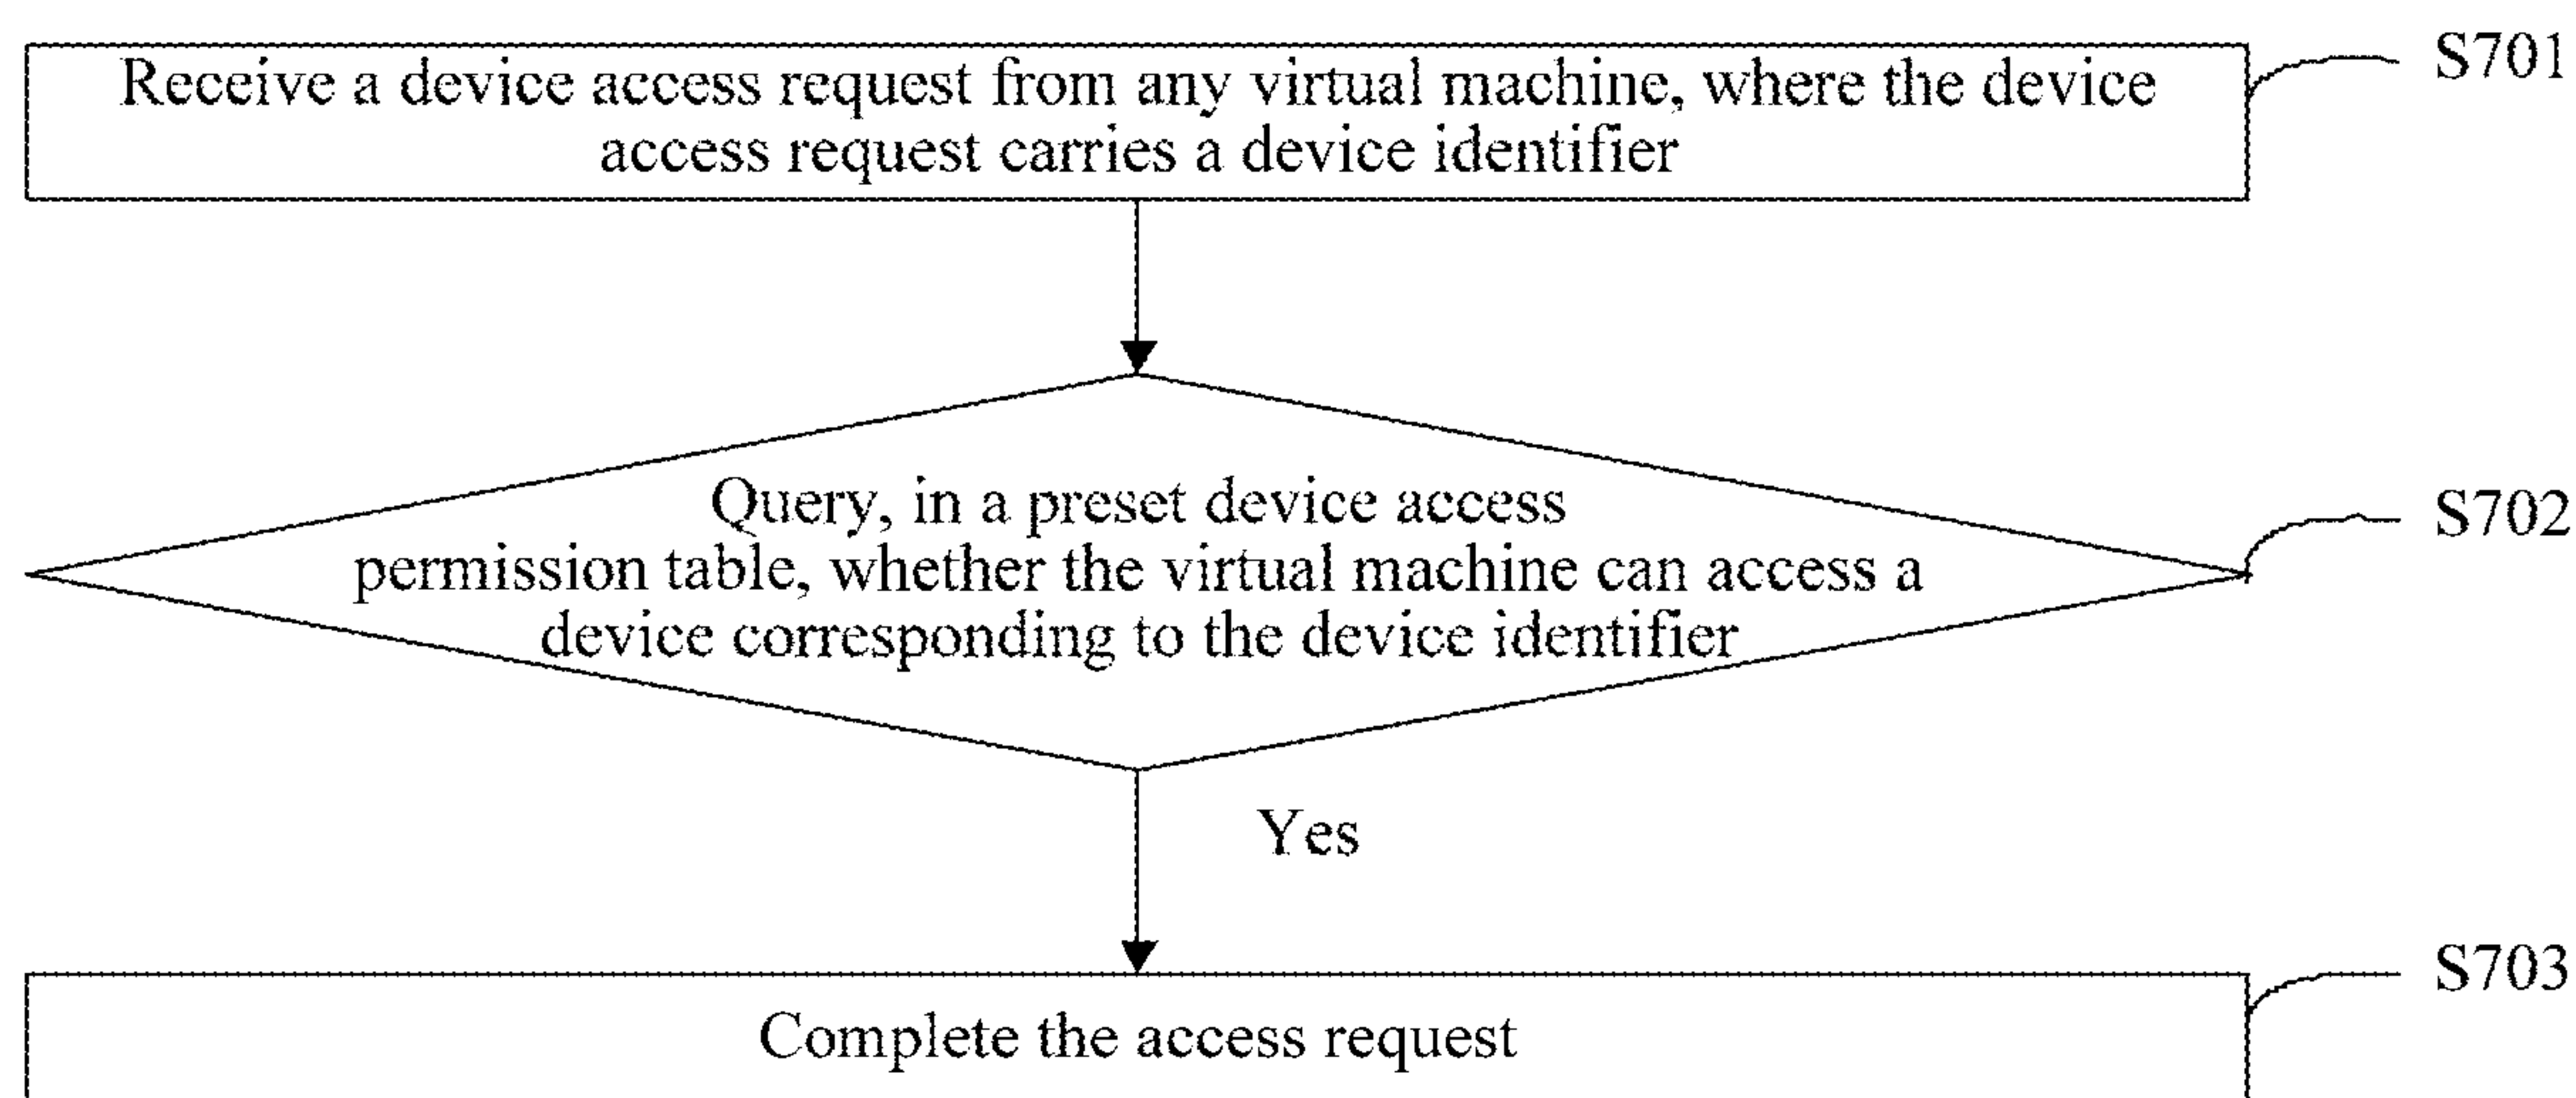 Receive a device access request from any virtual machine, where the device
access request carries a device identifier
S701
Query, in a preset device access
permission table, whether the virtual machine can access a
device corresponding to the device identifier
S702
Yes
Complete the access request
S703